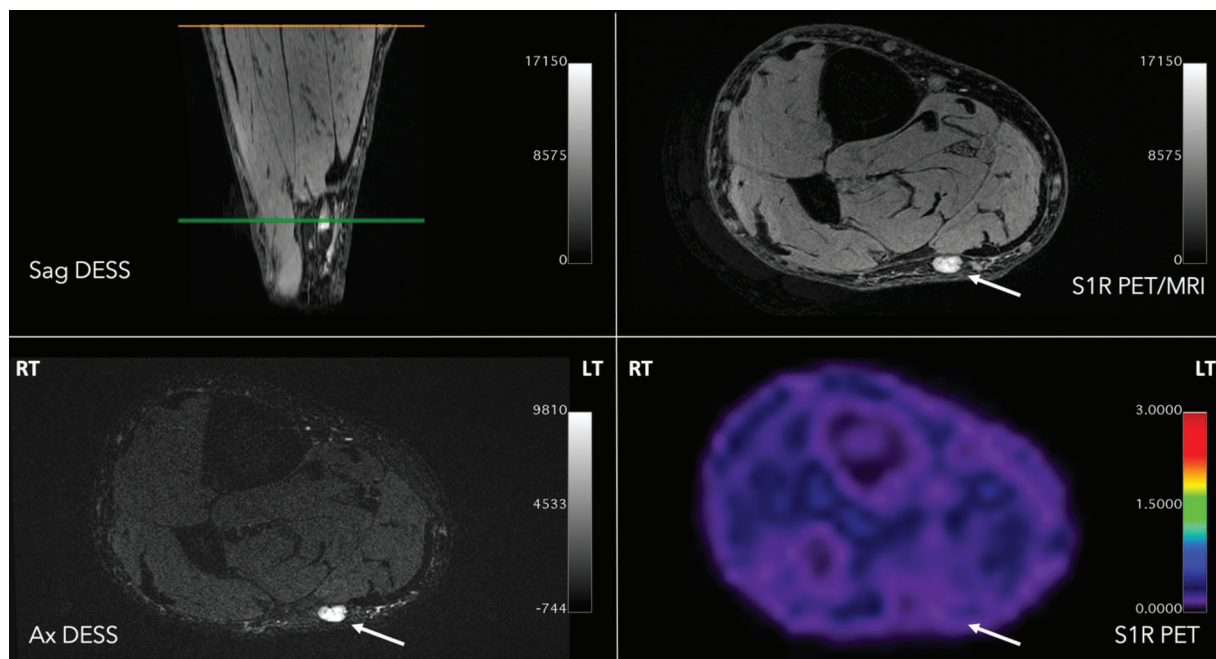 17150
8575
0
Sag DESS
17150
8575
0
S1R PET/MRI
RT
LT
9810
4533
-744
Ax DESS
RT
LT
3.0000
1.5000
0.0000
S1R PET